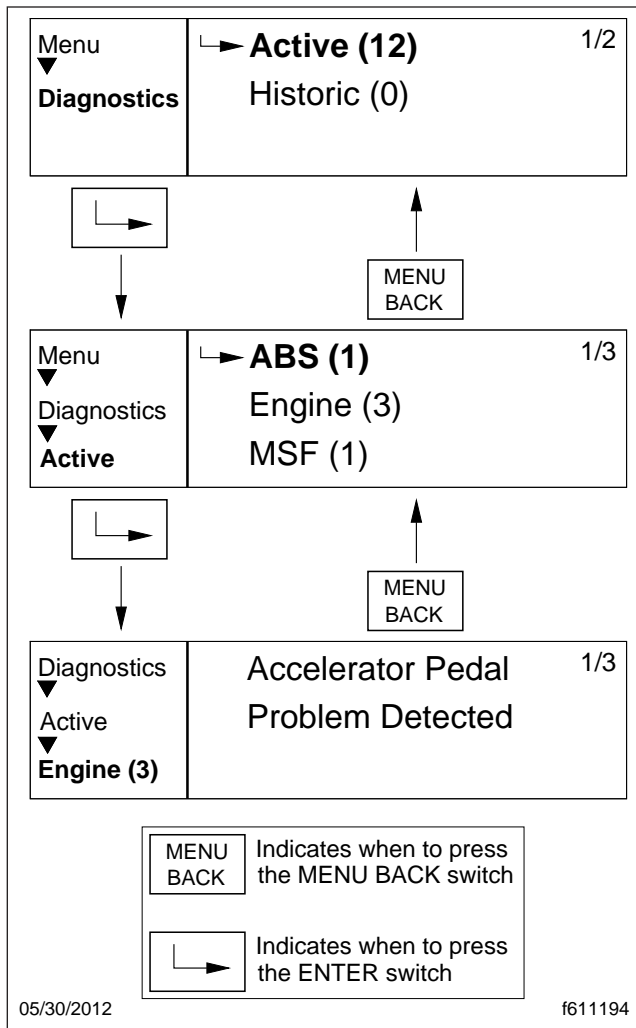 Menu
Diagnostics
Active (12)
Historic (0)
1/2
MENU
BACK
Menu
Diagnostics
Active
ABS (1)
Engine (3)
MSF (1)
1/3
MENU
BACK
Diagnostics
Active
Engine (3)
Accelerator Pedal
Problem Detected
1/3
MENU
BACK
Indicates when to press
the MENU BACK switch
Indicates when to press
the ENTER switch
05/30/2012
f611194